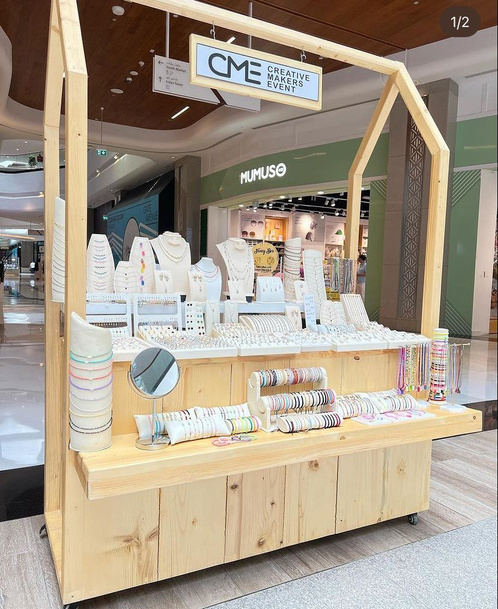 1/2
CME
CREATIVE
MAKERS
EVENT
MUMUSO